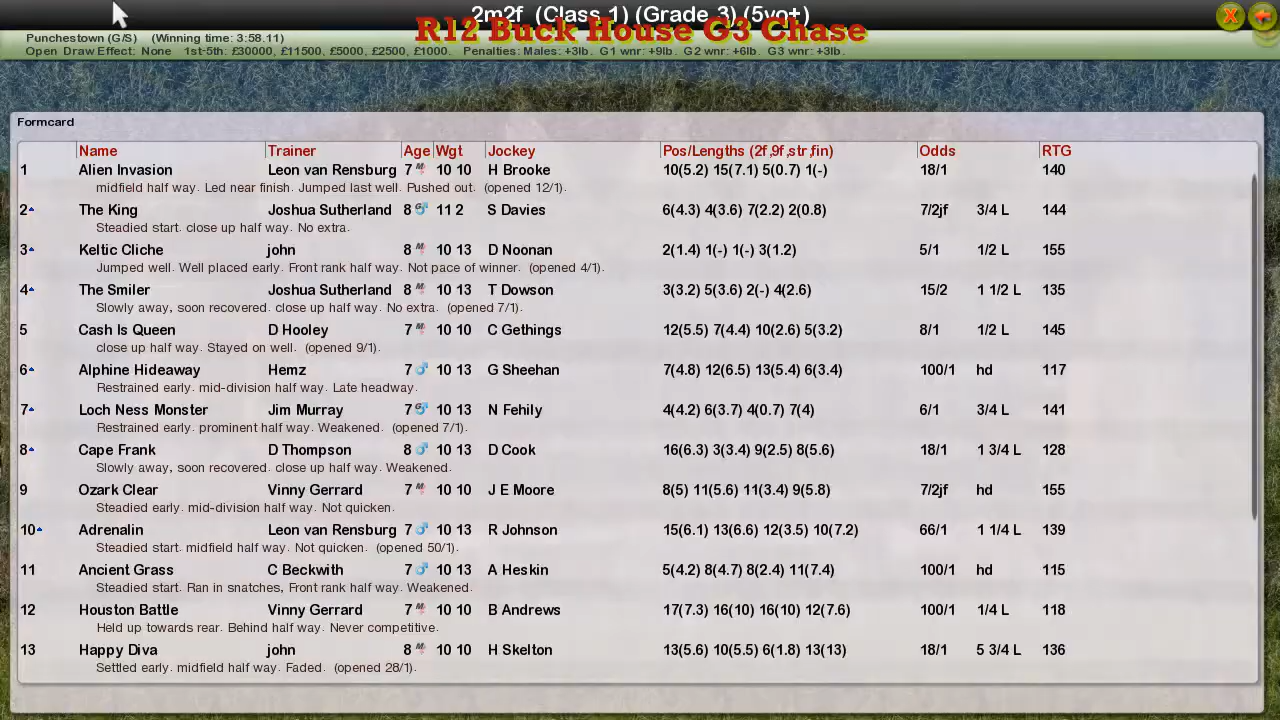 2m2f (Class 1) (Grade 3) (5yo+)
R12 Buck House G3 Chase
Punchestown (G/S) (Winning time: 3:58.11)
Open Draw Effect: None 1st-5th: £30000, £11500, £5000, £2500, £1000. Penalties: Males: +3lb. G1 wnr: +9lb. G2 wnr: +6lb. G3 wnr: +3lb.
Formcard
Name Trainer Age Wgt Jockey Pos/Lengths (2f,9f,str,fin) Odds RTG
1 Alien Invasion Leon van Rensburg 7 10 10 H Brooke 10(5.2) 15(7.1) 5(0.7) 1(-) 18/1 140
midfield half way. Led near finish. Jumped last well. Pushed out. (opened 12/1).
2 The King Joshua Sutherland 8 11 2 S Davies 6(4.3) 4(3.6) 7(2.2) 2(0.8) 7/2jf 3/4 L 144
Steadied start. close up half way. No extra.
3 Keltic Cliche john 8 10 13 D Noonan 2(1.4) 1(-) 1(-) 3(1.2) 5/1 1/2 L 155
Jumped well. Well placed early. Front rank half way. Not pace of winner. (opened 4/1).
4 The Smiler Joshua Sutherland 8 10 13 T Dowson 3(3.2) 5(3.6) 2(-) 4(2.6) 15/2 1 1/2 L 135
Slowly away, soon recovered. close up half way. No extra. (opened 7/1).
5 Cash Is Queen D Hooley 7 10 10 C Gethings 12(5.5) 7(4.4) 10(2.6) 5(3.2) 8/1 1/2 L 145
close up half way. Stayed on well. (opened 9/1).
6 Alphine Hideaway Hemz 7 10 13 G Sheehan 7(4.8) 12(6.5) 13(5.4) 6(3.4) 100/1 hd 117
Restrained early. mid-division half way. Late headway.
7 Loch Ness Monster Jim Murray 7 10 13 N Fehily 4(4.2) 6(3.7) 4(0.7) 7(4) 6/1 3/4 L 141
Restrained early. prominent half way. Weakened. (opened 7/1).
8 Cape Frank D Thompson 8 10 13 D Cook 16(6.3) 3(3.4) 9(2.5) 8(5.6) 18/1 1 3/4 L 128
Slowly away, soon recovered. close up half way. Weakened.
9 Ozark Clear Vinny Gerrard 7 10 10 J E Moore 8(5) 11(5.6) 11(3.4) 9(5.8) 7/2jf hd 155
Steadied early. mid-division half way. Not quicken.
10 Adrenalin Leon van Rensburg 7 10 13 R Johnson 15(6.1) 13(6.6) 12(3.5) 10(7.2) 66/1 1 1/4 L 139
Steadied start. midfield half way. Not quicken. (opened 50/1).
11 Ancient Grass C Beckwith 7 10 13 A Heskin 5(4.2) 8(4.7) 8(2.4) 11(7.4) 100/1 hd 115
Steadied start. Ran in snatches, Front rank half way. Weakened.
12 Houston Battle Vinny Gerrard 7 10 10 B Andrews 17(7.3) 16(10) 16(10) 12(7.6) 100/1 1/4 L 118
Held up towards rear. Behind half way. Never competitive.
13 Happy Diva john 8 10 10 H Skelton 13(5.6) 10(5.5) 6(1.8) 13(13) 18/1 5 3/4 L 136
Settled early. midfield half way. Faded. (opened 28/1).